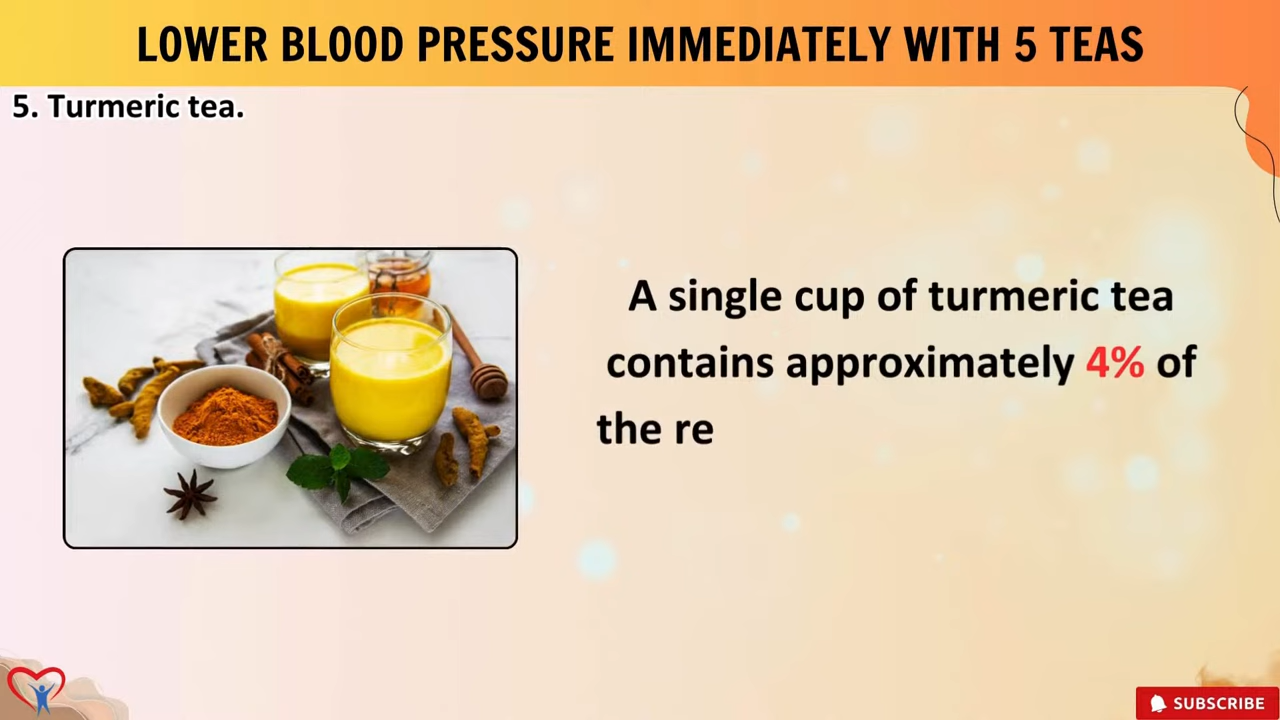 LOWER BLOOD PRESSURE IMMEDIATELY WITH 5 TEAS
5. Turmeric tea.
A single cup of turmeric tea
contains approximately 4% of
the re
SUBSCRIBE